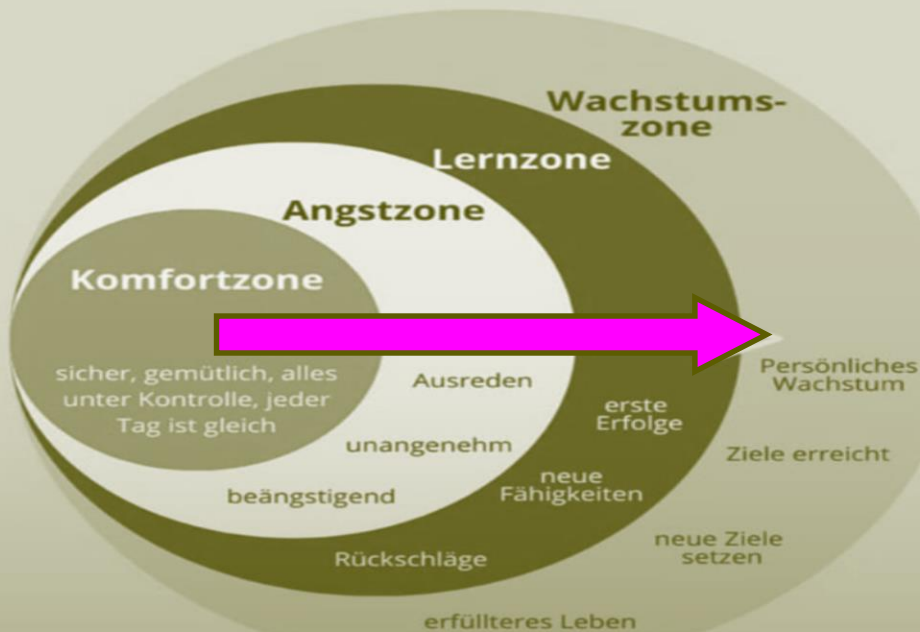 Wachstums-
zone
Lernzone
Angstzone
Komfortzone
sicher, gemütlich, alles
unter Kontrolle, jeder
Tag ist gleich
Ausreden
unangenehm
beängstigend
erste
Erfolge
neue
Fähigkeiten
Rückschläge
Persönliches
Wachstum
Ziele erreicht
neue Ziele
setzen
erfüllteres Leben